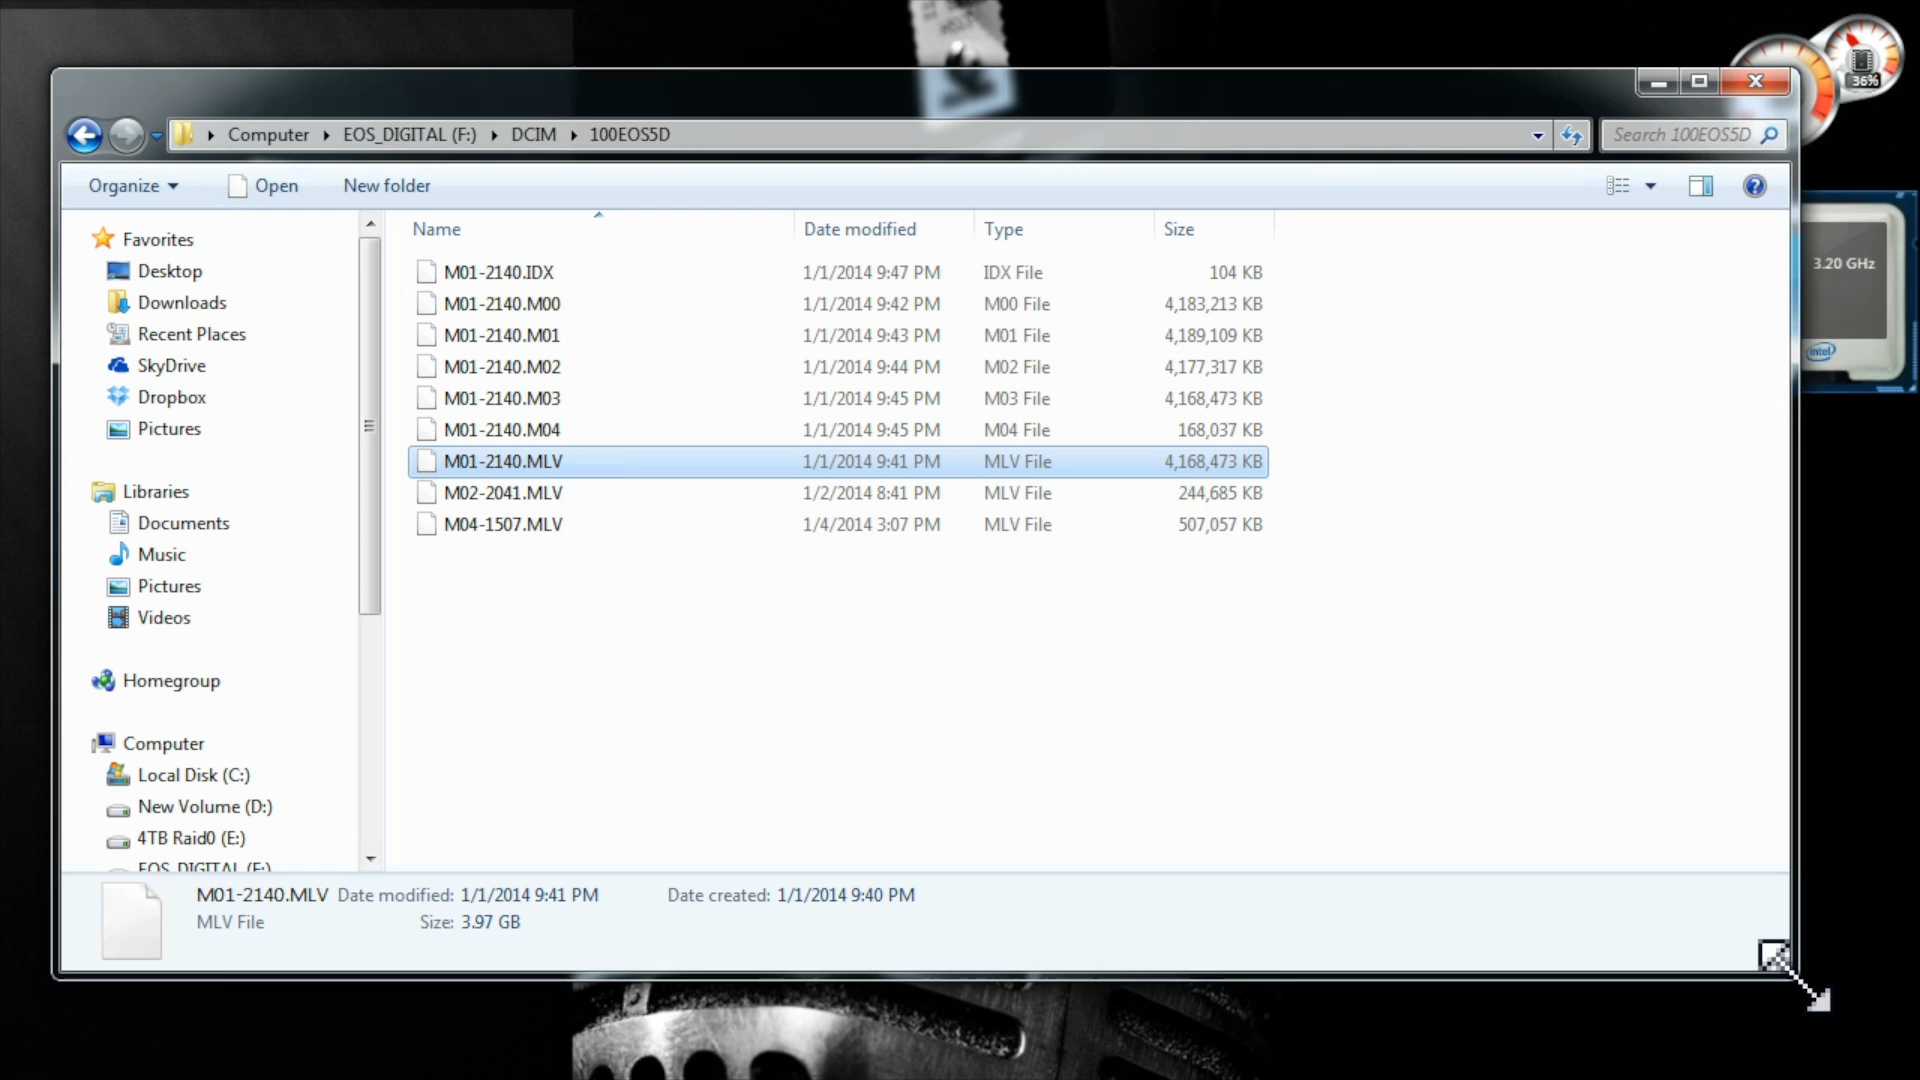 36%
Computer EOS_DIGITAL (F:) DCIM 100EOS5D Search 100EOS5D
Organize Open New folder
Name Date modified Type Size
M01-2140.IDX 1/1/2014 9:47 PM IDX File 104 KB
M01-2140.M00 1/1/2014 9:42 PM M00 File 4,183,213 KB
M01-2140.M01 1/1/2014 9:43 PM M01 File 4,189,109 KB
M01-2140.M02 1/1/2014 9:44 PM M02 File 4,177,317 KB
M01-2140.M03 1/1/2014 9:45 PM M03 File 4,168,473 KB
M01-2140.M04 1/1/2014 9:45 PM M04 File 168,037 KB
M01-2140.MLV 1/1/2014 9:41 PM MLV File 4,168,473 KB
M02-2041.MLV 1/2/2014 8:41 PM MLV File 244,685 KB
M04-1507.MLV 1/4/2014 3:07 PM MLV File 507,057 KB
Favorites
Desktop
Downloads
Recent Places
SkyDrive
Dropbox
Pictures
Libraries
Documents
Music
Pictures
Videos
Homegroup
Computer
Local Disk (C:)
New Volume (D:)
4TB Raid0 (E:)
EOS_DIGITAL (F:)
M01-2140.MLV Date modified: 1/1/2014 9:41 PM Date created: 1/1/2014 9:40 PM
MLV File Size: 3.97 GB
3.20 GHz
intel